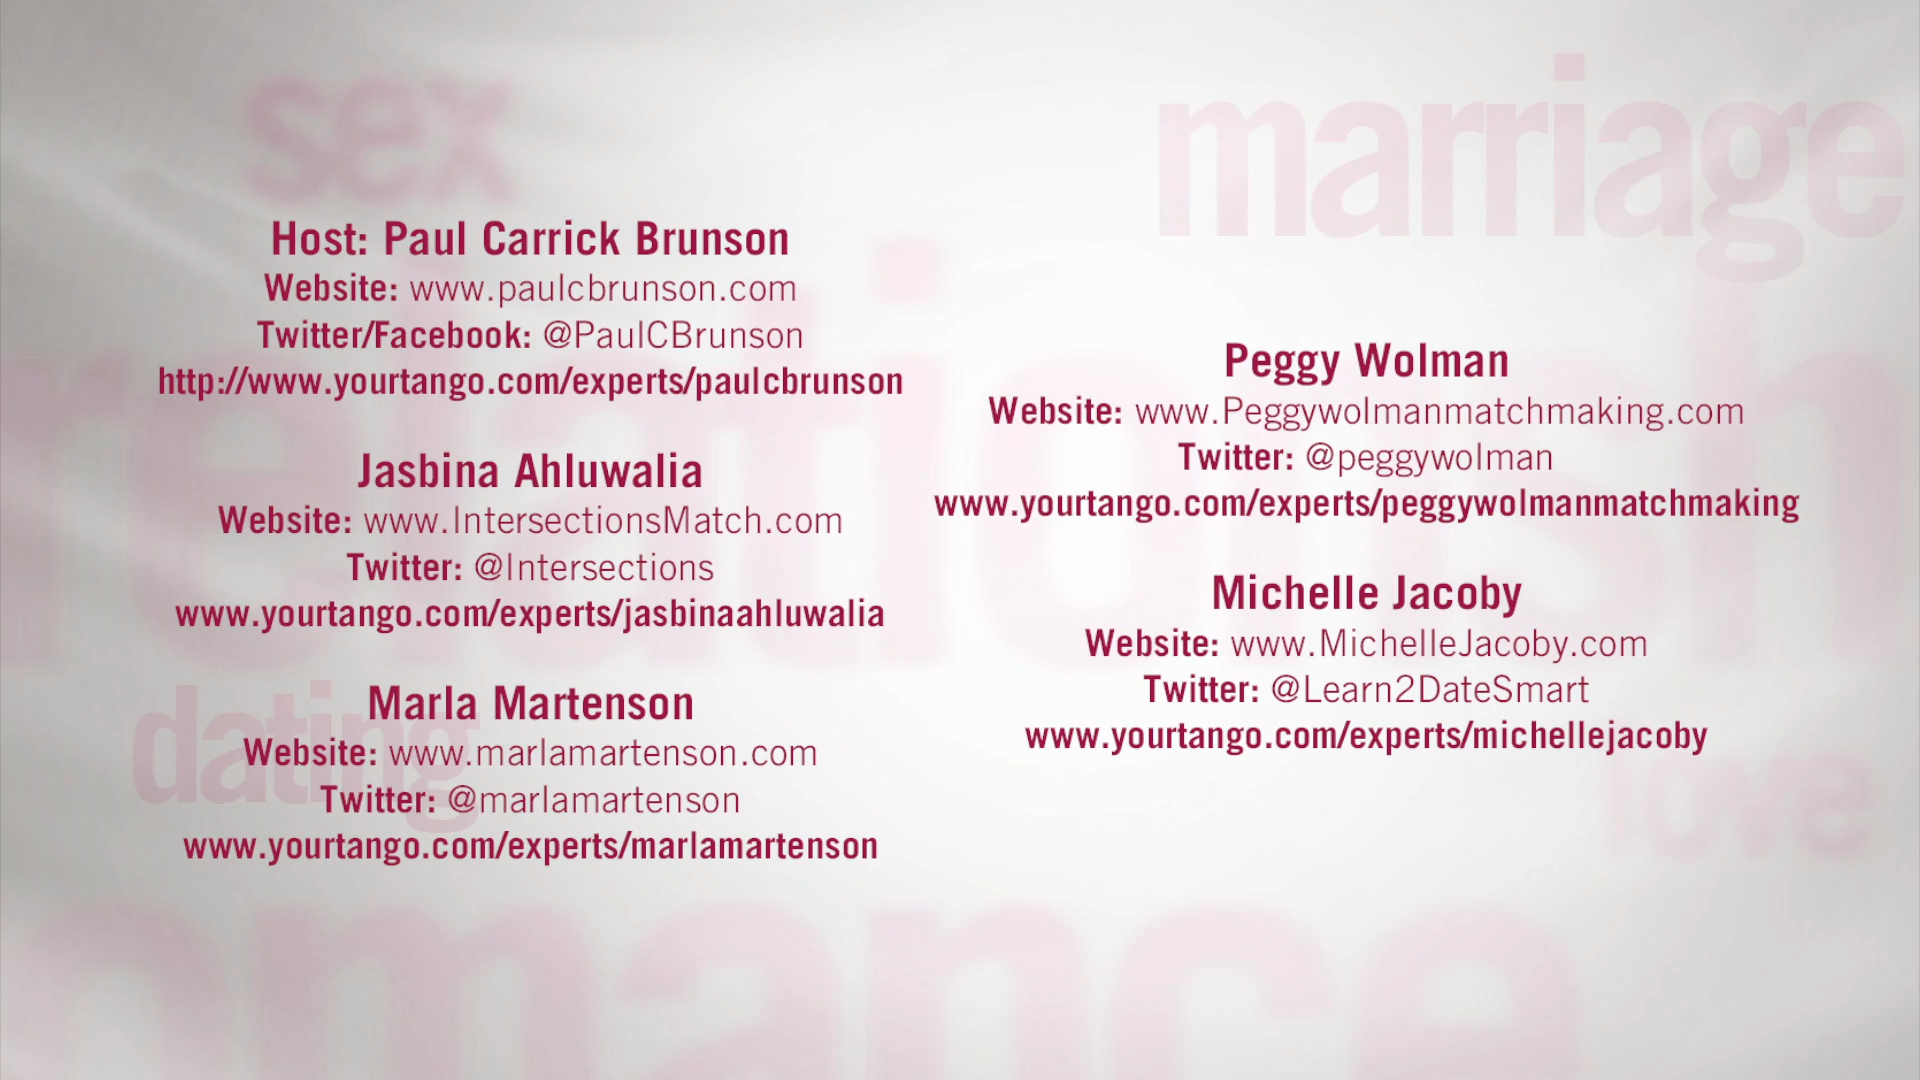 sex
marriage
Host: Paul Carrick Brunson
Website: www.paulcbrunson.com
Twitter/Facebook: @PaulCBrunson
http://www.yourtango.com/experts/paulcbrunson
Jasbina Ahluwalia
Website: www.IntersectionsMatch.com
Twitter: @Intersections
www.yourtango.com/experts/jasbinaahluwalia
Marla Martenson
Website: www.marlamartenson.com
Twitter: @marlamartenson
www.yourtango.com/experts/marlamartenson
Peggy Wolman
Website: www.Peggywolmanmatchmaking.com
Twitter: @peggywolman
www.yourtango.com/experts/peggywolmanmatchmaking
Michelle Jacoby
Website: www.MichelleJacoby.com
Twitter: @Learn2DateSmart
www.yourtango.com/experts/michellejacoby
relationsh
dating
love
omance